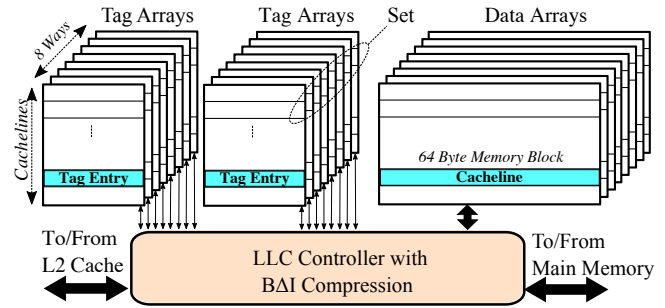 Tag Arrays
Tag Arrays
Set
Data Arrays
8 Ways
Cachelines
64 Byte Memory Block
Tag Entry
Tag Entry
Cacheline
To/From
L2 Cache
LLC Controller with
BΔI Compression
To/From
Main Memory